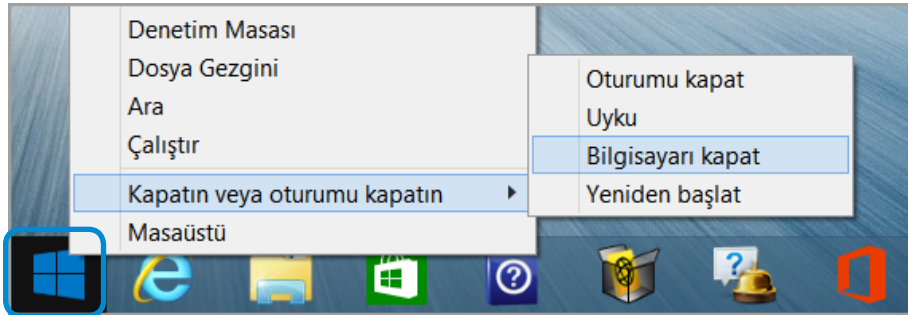 Denetim Masası
Dosya Gezgini
Ara
Çalıştır
Kapatın veya oturumu kapatın
Masaüstü
Oturumu kapat
Uyku
Bilgisayarı kapat
Yeniden başlat
?
?